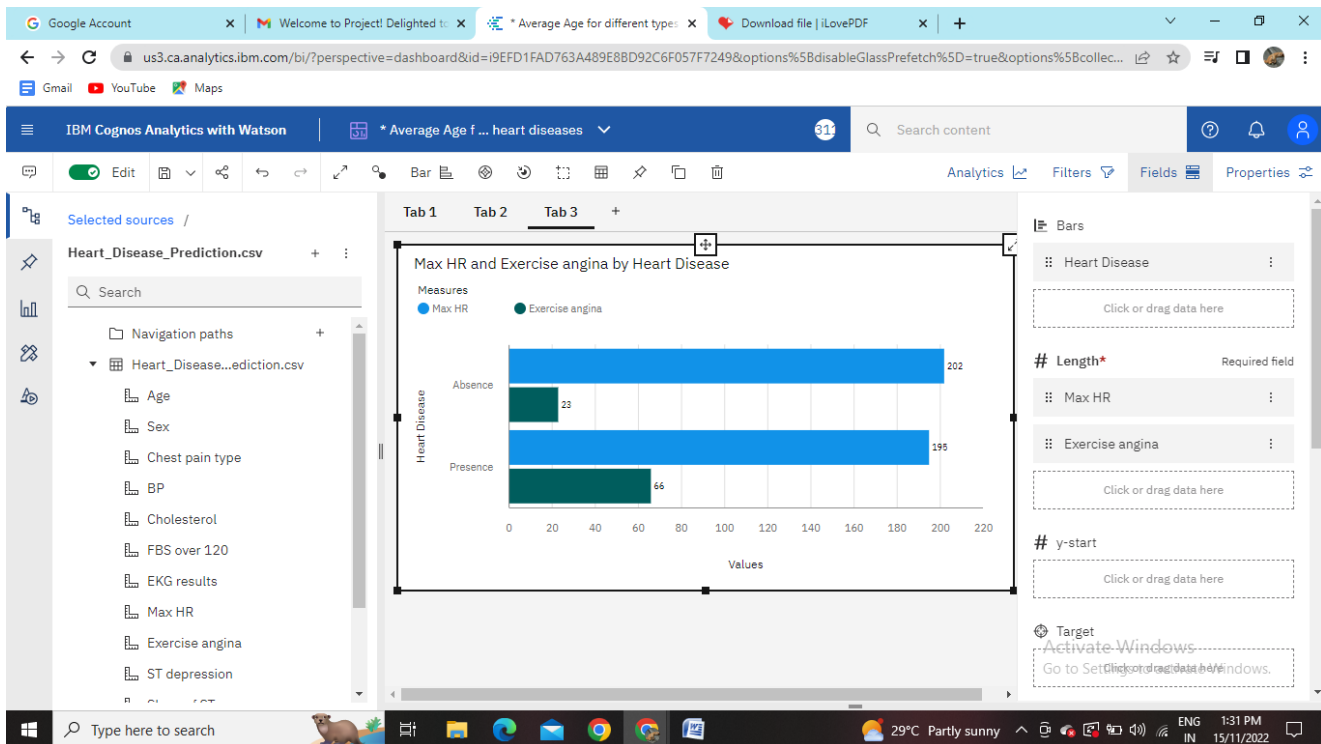 Google Account
Welcome to Project! Delighted to
* Average Age for different types
Download file | iLovePDF
us3.ca.analytics.ibm.com/bi/?perspective=dashboard&id=i9EFD1FAD763A489E8BD92C6F057F7249&options%5BdisableGlassPrefetch%5D=true&options%5Bcollec...
Gmail
YouTube
Maps
IBM Cognos Analytics with Watson
* Average Age f ... heart diseases
311
Search content
Edit
Bar
Analytics
Filters
Fields
Properties
Selected sources /
Heart_Disease_Prediction.csv
Search
Navigation paths
Heart_Disease...ediction.csv
Age
Sex
Chest pain type
BP
Cholesterol
FBS over 120
EKG results
Max HR
Exercise angina
ST depression
Tab 1 Tab 2 Tab 3
Max HR and Exercise angina by Heart Disease
Measures
Max HR Exercise angina
Heart Disease
Absence
202
23
Presence
195
66
0 20 40 60 80 100 120 140 160 180 200 220
Values
Bars
Heart Disease
Click or drag data here
Length* Required field
Max HR
Exercise angina
Click or drag data here
y-start
Click or drag data here
Target
Click or drag data here
Activate Windows
Go to Settings to activate Windows.
Type here to search
29°C Partly sunny
ENG
IN
1:31 PM
15/11/2022